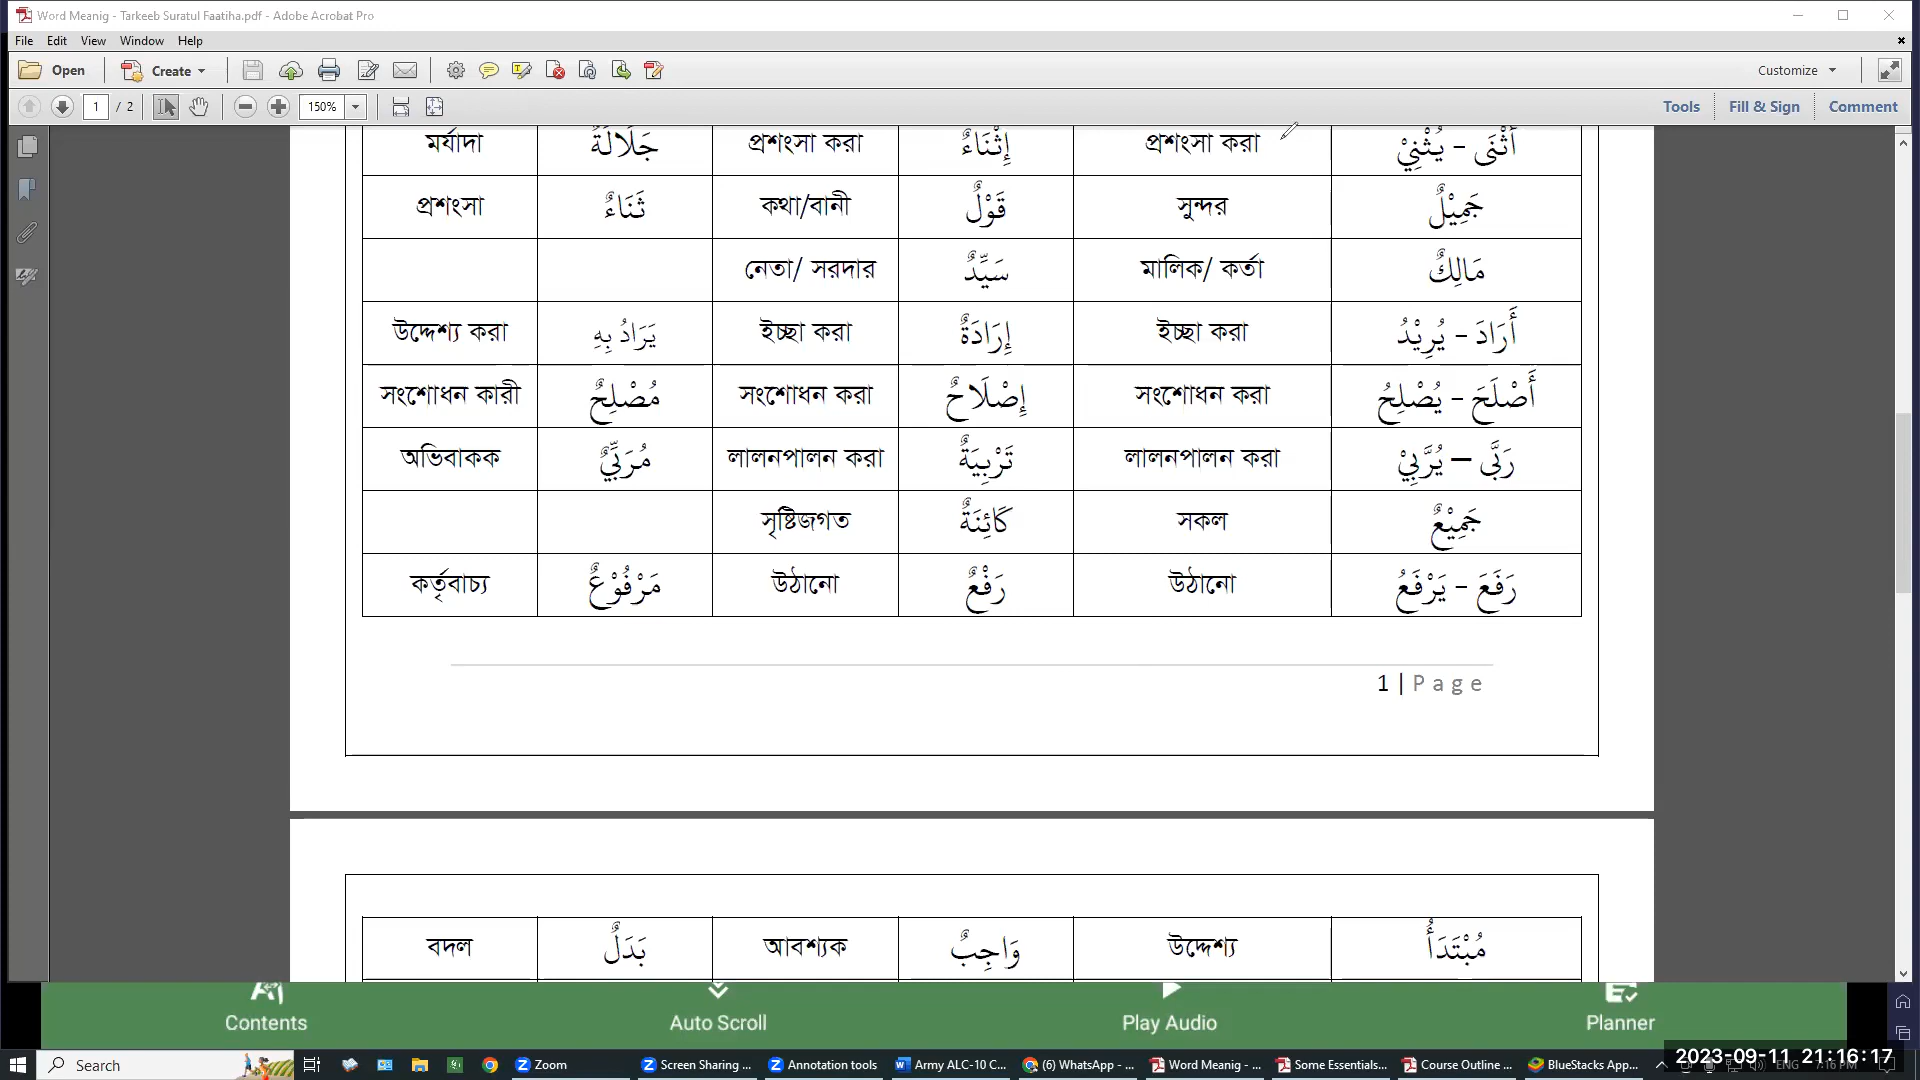 Word Meanig - Tarkeeb Suratul Faatiha.pdf - Adobe Acrobat Pro
File Edit View Window Help
Open Create Customize
1 / 2 150% Tools Fill & Sign Comment
মর্যাদা جَلَالَةٌ প্রশংসা করা إِثْنَاءٌ প্রশংসা করা أَثْنَى - يُثْنِيْ
প্রশংসা ثَنَاءٌ কথা/বানী قَوْلٌ সুন্দর جَمِيْلٌ
নেতা/ সরদার سَيِّدٌ মালিক/ কর্তা مَالِكٌ
উদ্দেশ্য করা يَرَادُ بِهِ ইচ্ছা করা إِرَادَةٌ ইচ্ছা করা أَرَادَ - يُرِيْدُ
সংশোধন কারী مُصْلِحٌ সংশোধন করা إِصْلَاحٌ সংশোধন করা أَصْلَحَ - يُصْلِحُ
অভিবাকক مُرَبِّيٌ লালনপালন করা تَرْبِيَةٌ লালনপালন করা رَبَّى – يُرَّبِيْ
সৃষ্টিজগত كَائِنَةٌ সকল جَمِيْعٌ
কর্তৃবাচ্য مَرْفُوْعٌ উঠানো رَفْعٌ উঠানো رَفَعَ - يَرْفَعُ
1 | Page
বদল بَدَلٌ আবশ্যক وَاجِبٌ উদ্দেশ্য مُبْتَدَأُ
Contents Auto Scroll Play Audio Planner
Search Zoom Screen Sharing ... Annotation tools Army ALC-10 C... (6) WhatsApp - ... Word Meanig - ... Some Essentials... Course Outline ... BlueStacks App... ENG 7:16 PM
2023-09-11 21:16:17